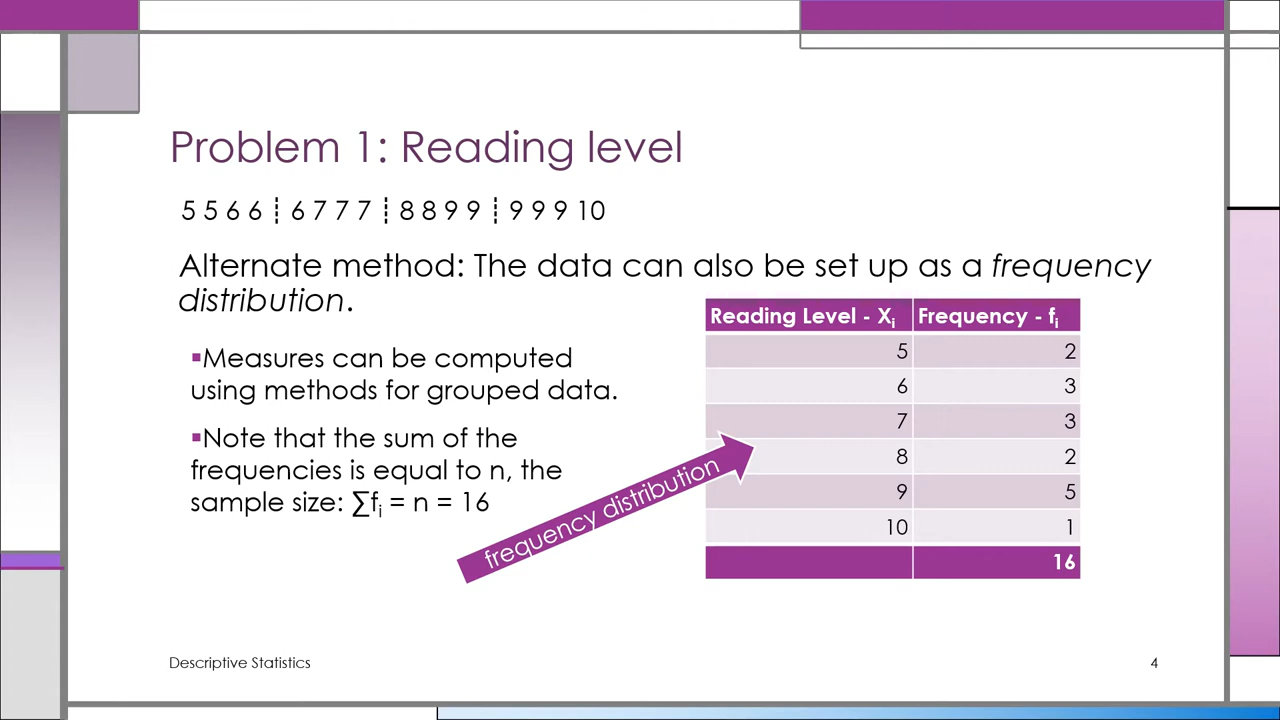 Problem 1: Reading level
5 5 6 6 ┋ 6 7 7 7 ┋ 8 8 9 9 ┋ 9 9 9 10
Alternate method: The data can also be set up as a frequency
distribution.
▪Measures can be computed
using methods for grouped data.
▪Note that the sum of the
frequencies is equal to n, the
sample size: ∑fi = n = 16
frequency distribution
Reading Level - Xi Frequency - fi
5 2
6 3
7 3
8 2
9 5
10 1
16
Descriptive Statistics 4